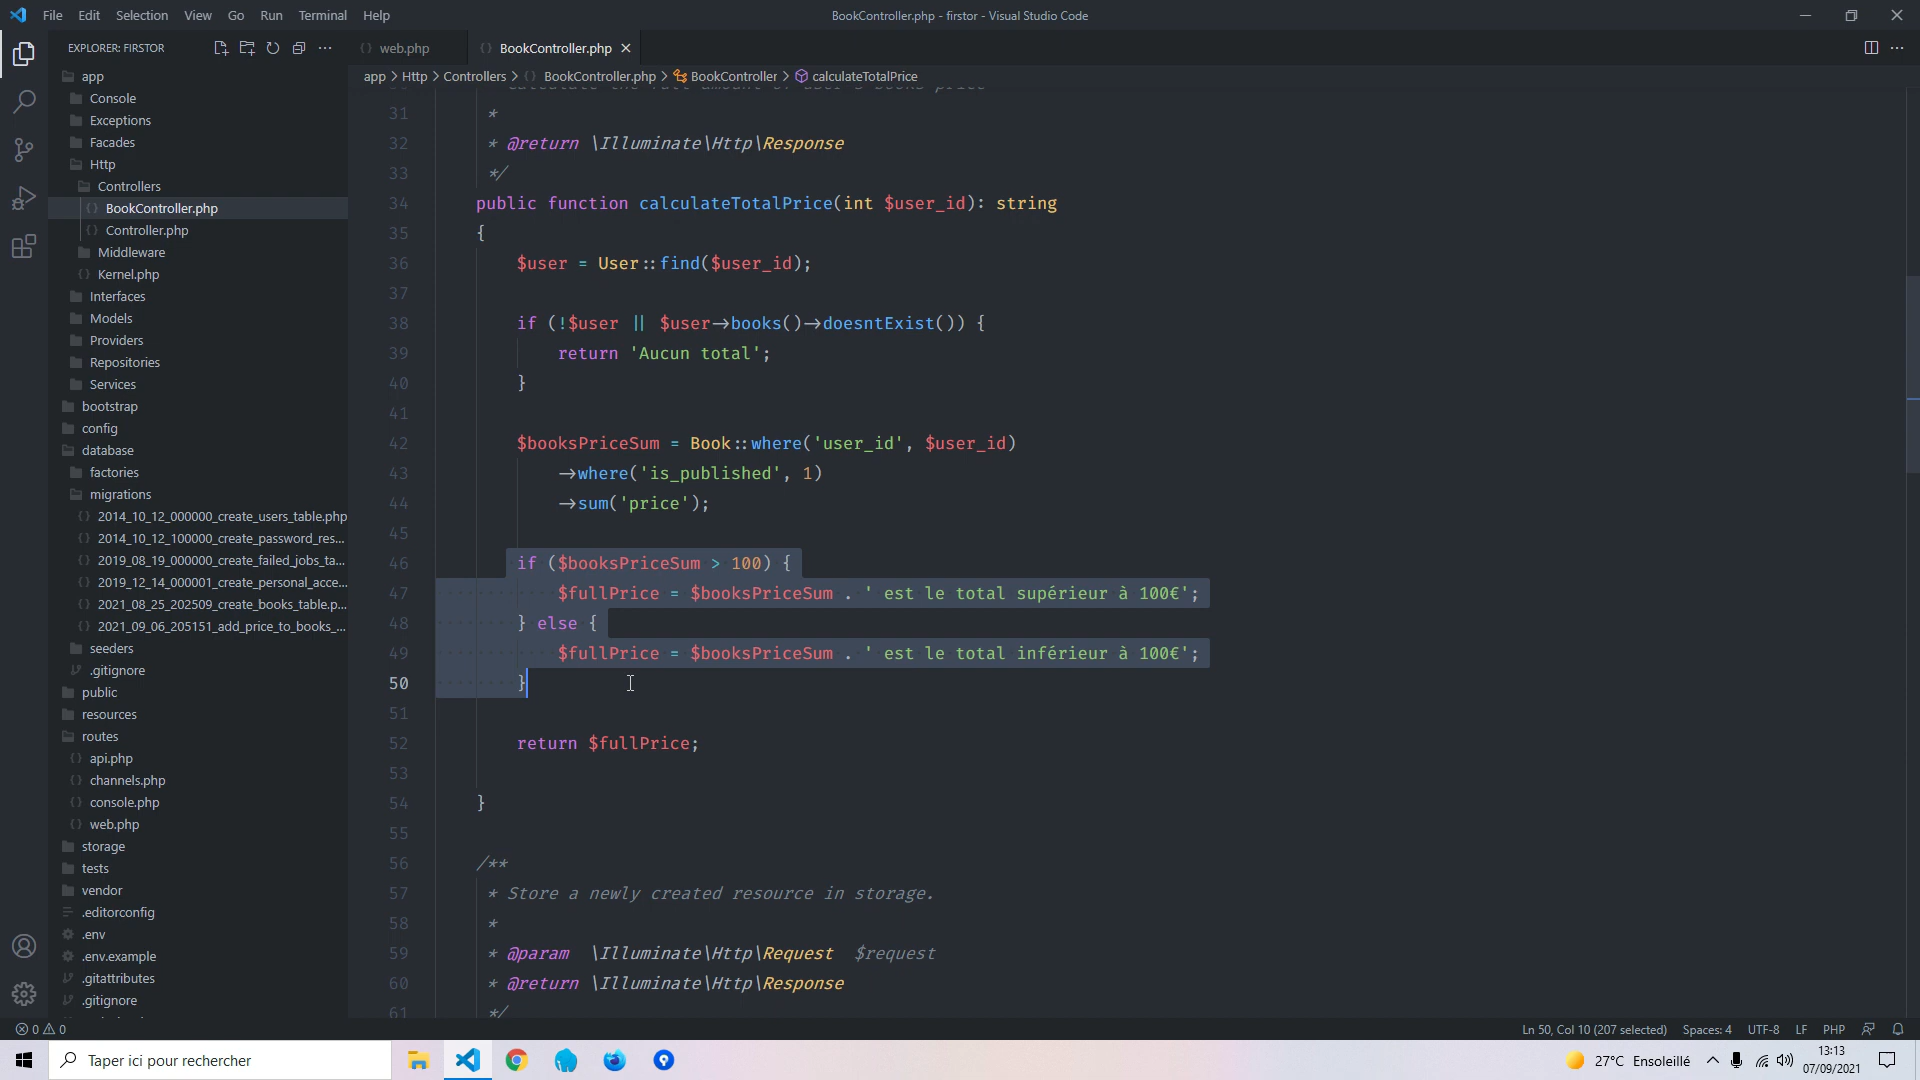 File Edit Selection View Go Run Terminal Help
BookController.php - firstor - Visual Studio Code
EXPLORER: FIRSTOR
web.php
BookController.php
app > Http > Controllers > BookController.php > BookController > calculateTotalPrice
app
Console
Exceptions
Facades
Http
Controllers
BookController.php
Controller.php
Middleware
Kernel.php
Interfaces
Models
Providers
Repositories
Services
bootstrap
config
database
factories
migrations
2014_10_12_000000_create_users_table.php
2014_10_12_100000_create_password_res...
2019_08_19_000000_create_failed_jobs_ta...
2019_12_14_000001_create_personal_acce...
2021_08_25_202509_create_books_table.p...
2021_09_06_205151_add_price_to_books_...
seeders
.gitignore
public
resources
routes
api.php
channels.php
console.php
web.php
storage
tests
vendor
.editorconfig
.env
.env.example
.gitattributes
.gitignore
31 *
32 * @return \Illuminate\Http\Response
33 */
34 public function calculateTotalPrice(int $user_id): string
35 {
36 $user = User::find($user_id);
37
38 if (!$user || $user->books()->doesntExist()) {
39 return 'Aucun total';
40 }
41
42 $booksPriceSum = Book::where('user_id', $user_id)
43 ->where('is_published', 1)
44 ->sum('price');
45
46 if ($booksPriceSum > 100) {
47 $fullPrice = $booksPriceSum . ' est le total supérieur à 100€';
48 } else {
49 $fullPrice = $booksPriceSum . ' est le total inférieur à 100€';
50 }
51
52 return $fullPrice;
53
54 }
55
56 /**
57 * Store a newly created resource in storage.
58 *
59 * @param \Illuminate\Http\Request $request
60 * @return \Illuminate\Http\Response
61 */
0 0
Ln 50, Col 10 (207 selected) Spaces: 4 UTF-8 LF PHP
Taper ici pour rechercher
27°C Ensoleillé
13:13
07/09/2021